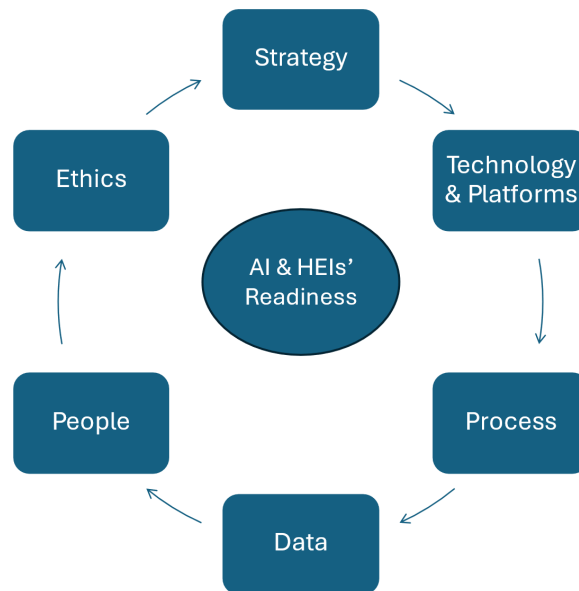 Strategy
Technology
& Platforms
Process
Data
People
Ethics
AI & HEIs’
Readiness